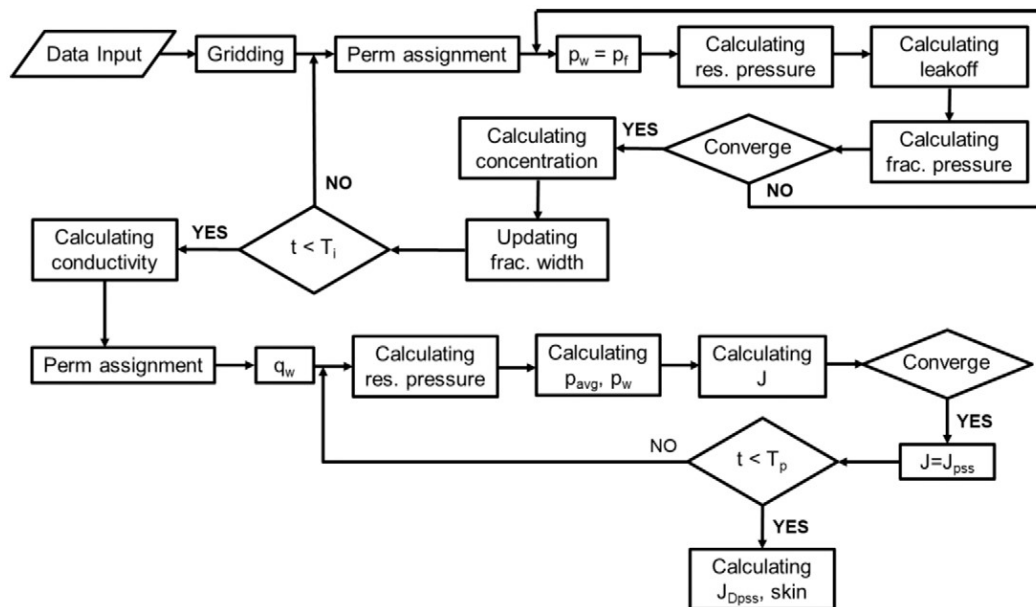 Data Input
Gridding
Perm assignment
p_w = p_f
Calculating
res. pressure
Calculating
leakoff
Calculating
frac. pressure
Converge
YES
NO
Calculating
concentration
Updating
frac. width
t < T_i
NO
YES
Calculating
conductivity
Perm assignment
q_w
Calculating
res. pressure
Calculating
p_avg, p_w
Calculating
J
Converge
YES
J=J_pss
t < T_p
NO
YES
Calculating
J_Dpss, skin